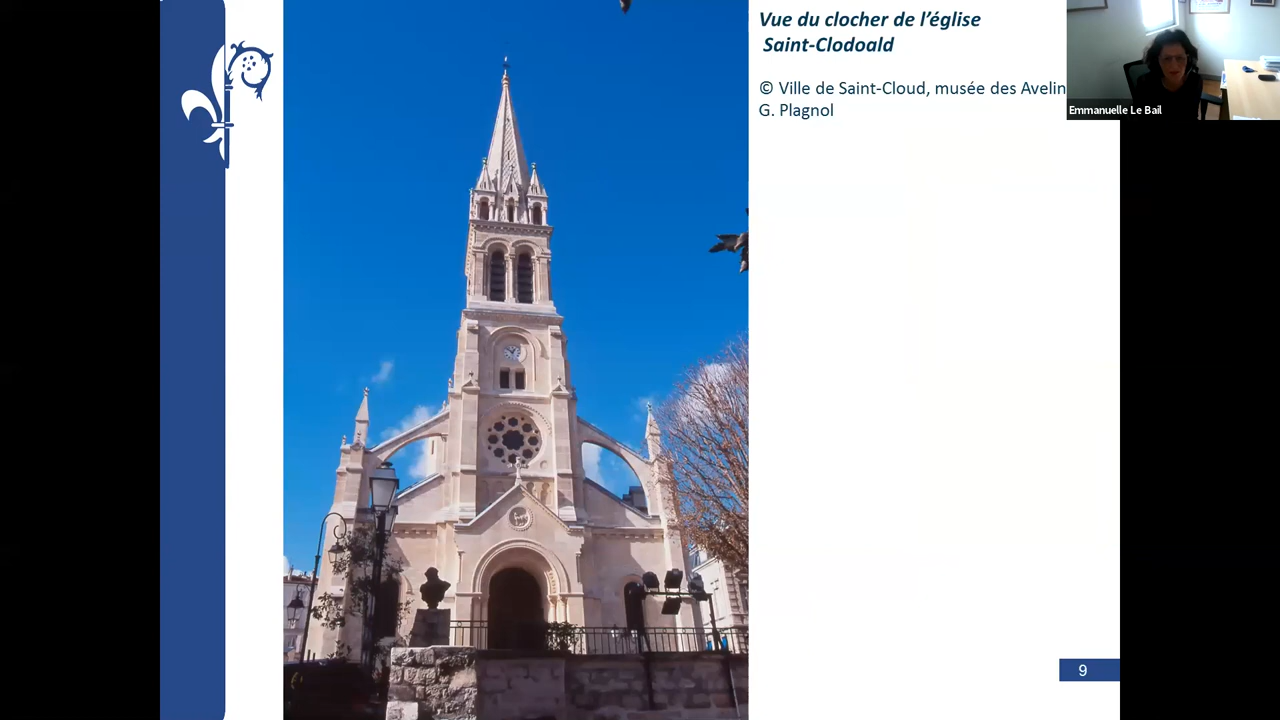 Vue du clocher de l’église
Saint-Clodoald
© Ville de Saint-Cloud, musée des Avelin
G. Plagnol
Emmanuelle Le Bail
9